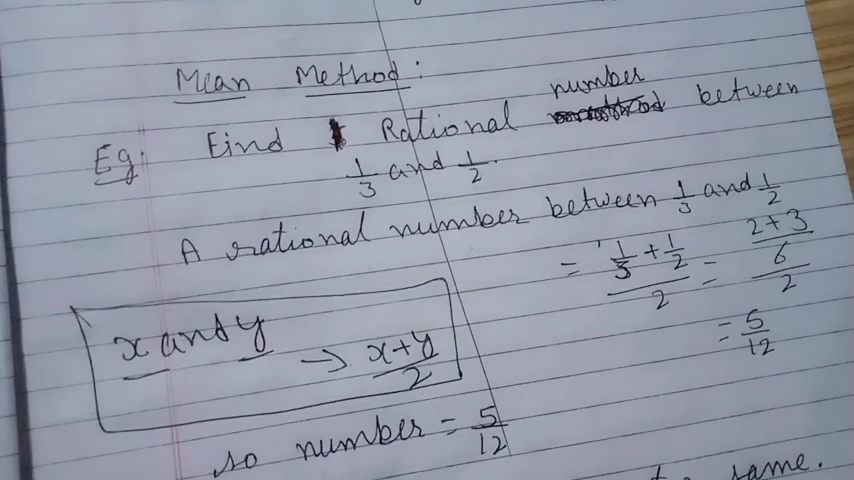 Mean Method:
Eg: Find 1 Rational number between
1/3 and 1/2.
A rational number between 1/3 and 1/2
= (1/3 + 1/2)/2 = ((2+3)/6)/2
= 5/12
x and y
→ (x+y)/2
so number = 5/12
same.